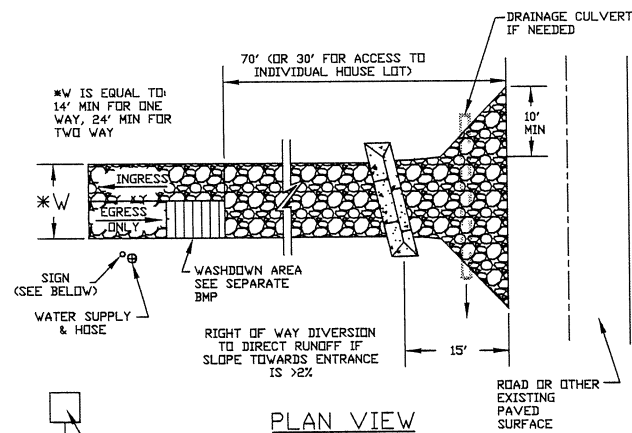 DRAINAGE CULVERT
IF NEEDED
70' (OR 30' FOR ACCESS TO
INDIVIDUAL HOUSE LOT)
*W IS EQUAL TO:
14' MIN FOR ONE
WAY, 24' MIN FOR
TWO WAY
10'
MIN
INGRESS
*W
EGRESS
ONLY
SIGN
(SEE BELOW)
WASHDOWN AREA
SEE SEPARATE
BMP
WATER SUPPLY
& HOSE
RIGHT OF WAY DIVERSION
TO DIRECT RUNOFF IF
SLOPE TOWARDS ENTRANCE
IS >2%
15'
ROAD OR OTHER
EXISTING
PAVED
SURFACE
PLAN VIEW